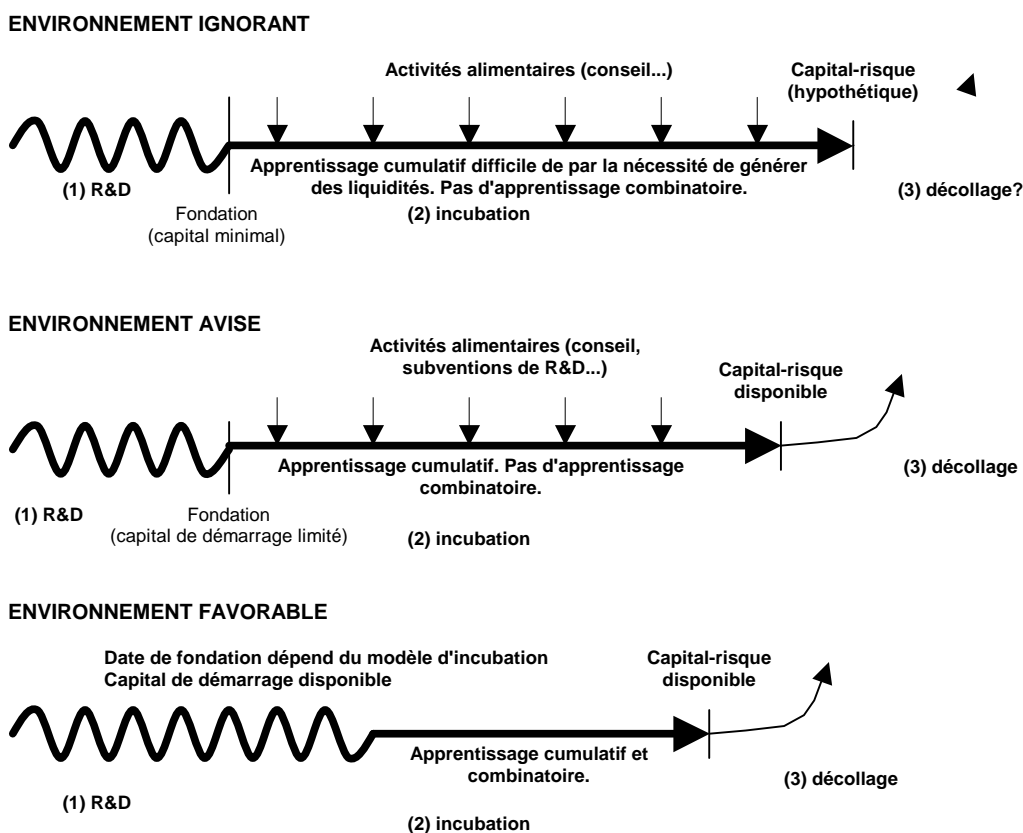 ENVIRONNEMENT IGNORANT
Activités alimentaires (conseil...)
Capital-risque
(hypothétique)
Apprentissage cumulatif difficile de par la nécessité de générer
des liquidités. Pas d'apprentissage combinatoire.
(1) R&D
(3) décollage?
Fondation
(capital minimal)
(2) incubation
ENVIRONNEMENT AVISE
Activités alimentaires (conseil,
subventions de R&D...)
Capital-risque
disponible
Apprentissage cumulatif. Pas d'apprentissage
combinatoire.
(3) décollage
(1) R&D
Fondation
(capital de démarrage limité)
(2) incubation
ENVIRONNEMENT FAVORABLE
Date de fondation dépend du modèle d'incubation
Capital de démarrage disponible
Capital-risque
disponible
Apprentissage cumulatif et
combinatoire.
(3) décollage
(1) R&D
(2) incubation